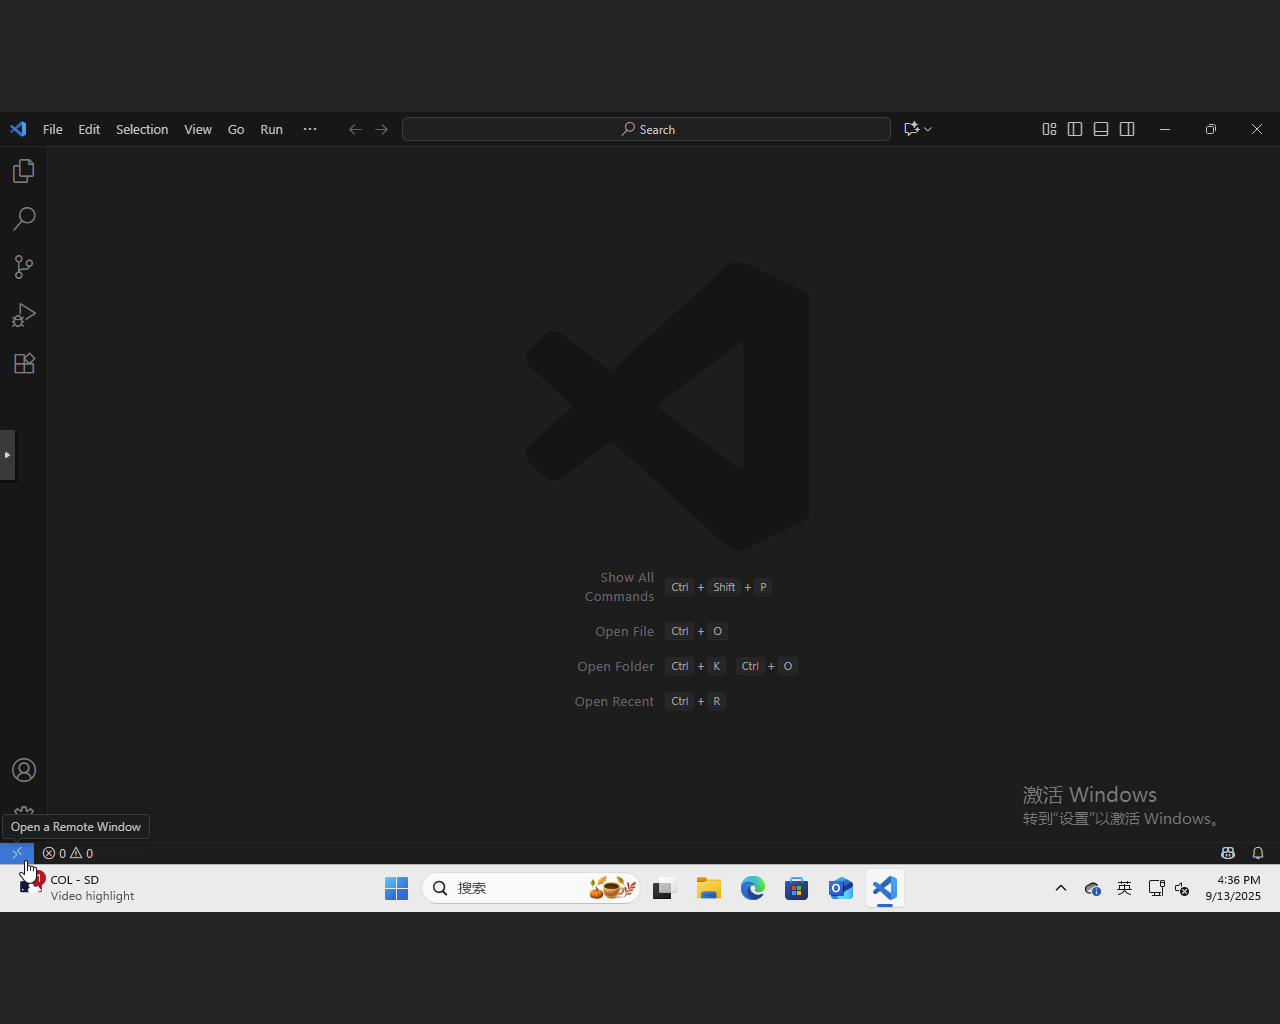 File Edit Selection View Go Run ··· Search
Show All Commands Ctrl + Shift + P
Open File Ctrl + O
Open Folder Ctrl + K Ctrl + O
Open Recent Ctrl + R
激活 Windows
转到"设置"以激活 Windows。
Open a Remote Window
0 0
1 COL - SD
Video highlight
搜索
英
4:36 PM
9/13/2025